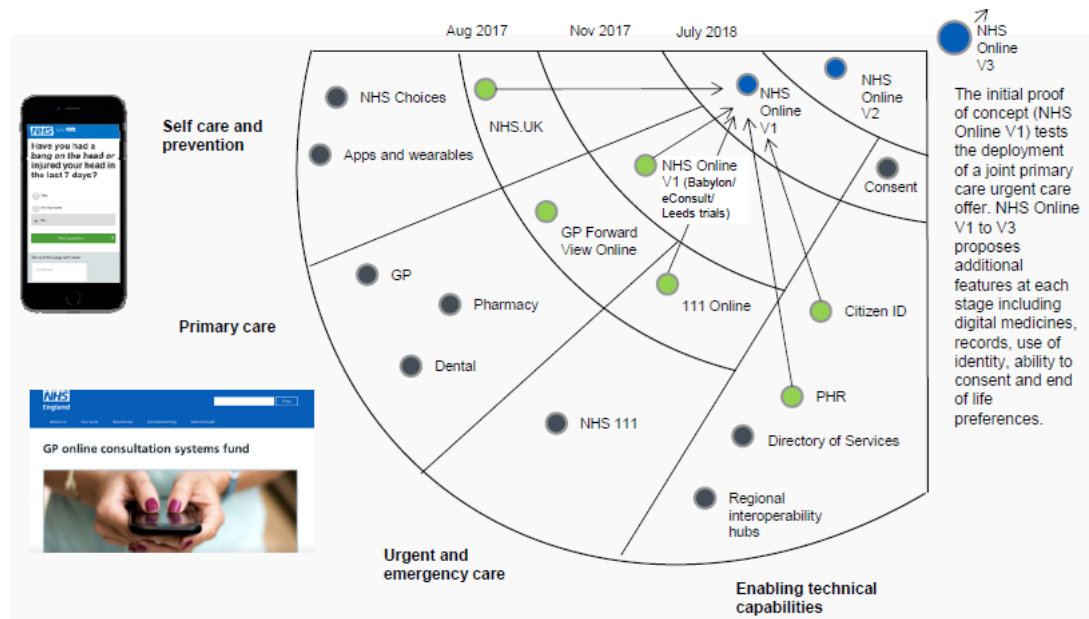 Aug 2017
Nov 2017
July 2018
NHS
Online
V3
NHS Choices
NHS.UK
Apps and wearables
NHS
Online
V1
NHS
Online
V2
Consent
NHS Online
V1 (Babylon/
eConsult/
Leeds trials)
GP Forward
View Online
GP
Pharmacy
Dental
111 Online
Citizen ID
NHS 111
PHR
Directory of Services
Regional
interoperability
hubs
Self care and
prevention
Primary care
Urgent and
emergency care
Enabling technical
capabilities
The initial proof
of concept (NHS
Online V1) tests
the deployment
of a joint primary
care urgent care
offer. NHS Online
V1 to V3
proposes
additional
features at each
stage including
digital medicines,
records, use of
identity, ability to
consent and end
of life
preferences.
NHS
Have you had a
bang on the head or
injured your head in
the last 7 days?
NHS
England
GP online consultation systems fund